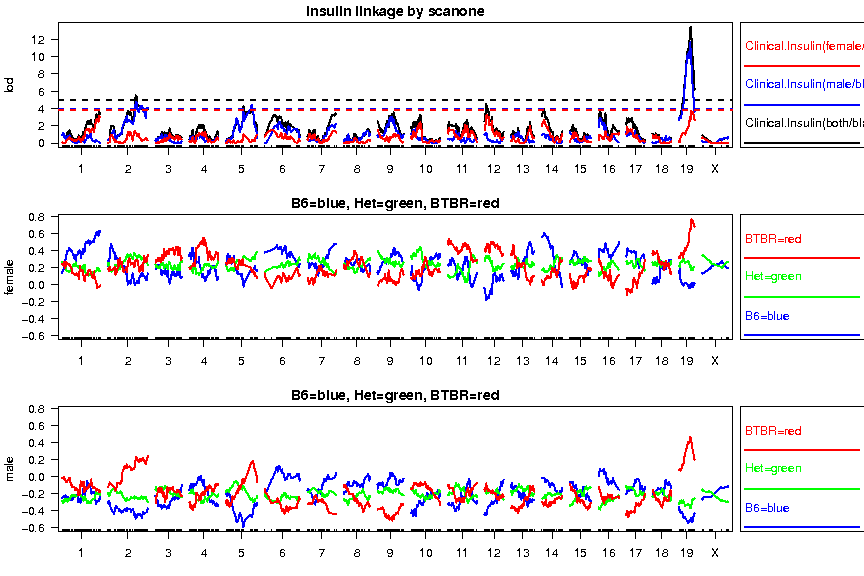 Insulin linkage by scanone
lod
12
10
8
6
4
2
0
1 2 3 4 5 6 7 8 9 10 11 12 13 14 15 16 17 18 19 X
Clinical.Insulin(female/
Clinical.Insulin(male/bl
Clinical.Insulin(both/bla
B6=blue, Het=green, BTBR=red
female
0.8
0.6
0.4
0.2
0.0
−0.2
−0.4
−0.6
1 2 3 4 5 6 7 8 9 10 11 12 13 14 15 16 17 18 19 X
BTBR=red
Het=green
B6=blue
B6=blue, Het=green, BTBR=red
male
0.8
0.6
0.4
0.2
0.0
−0.2
−0.4
−0.6
1 2 3 4 5 6 7 8 9 10 11 12 13 14 15 16 17 18 19 X
BTBR=red
Het=green
B6=blue